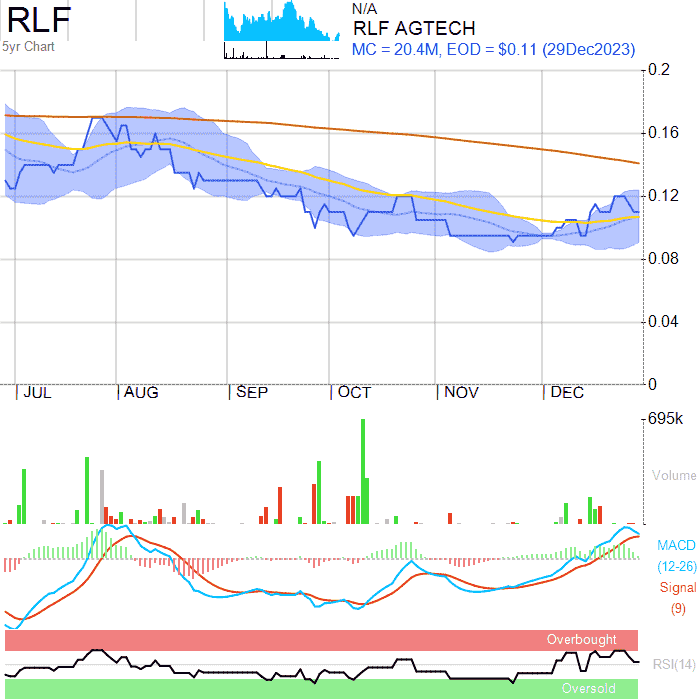 RLF
5yr Chart
N/A
RLF AGTECH
MC = 20.4M, EOD = $0.11 (29Dec2023)
0.2
0.16
0.12
0.08
0.04
0
JUL AUG SEP OCT NOV DEC
695k
Volume
MACD
(12-26)
Signal
(9)
Overbought
RSI(14)
Oversold